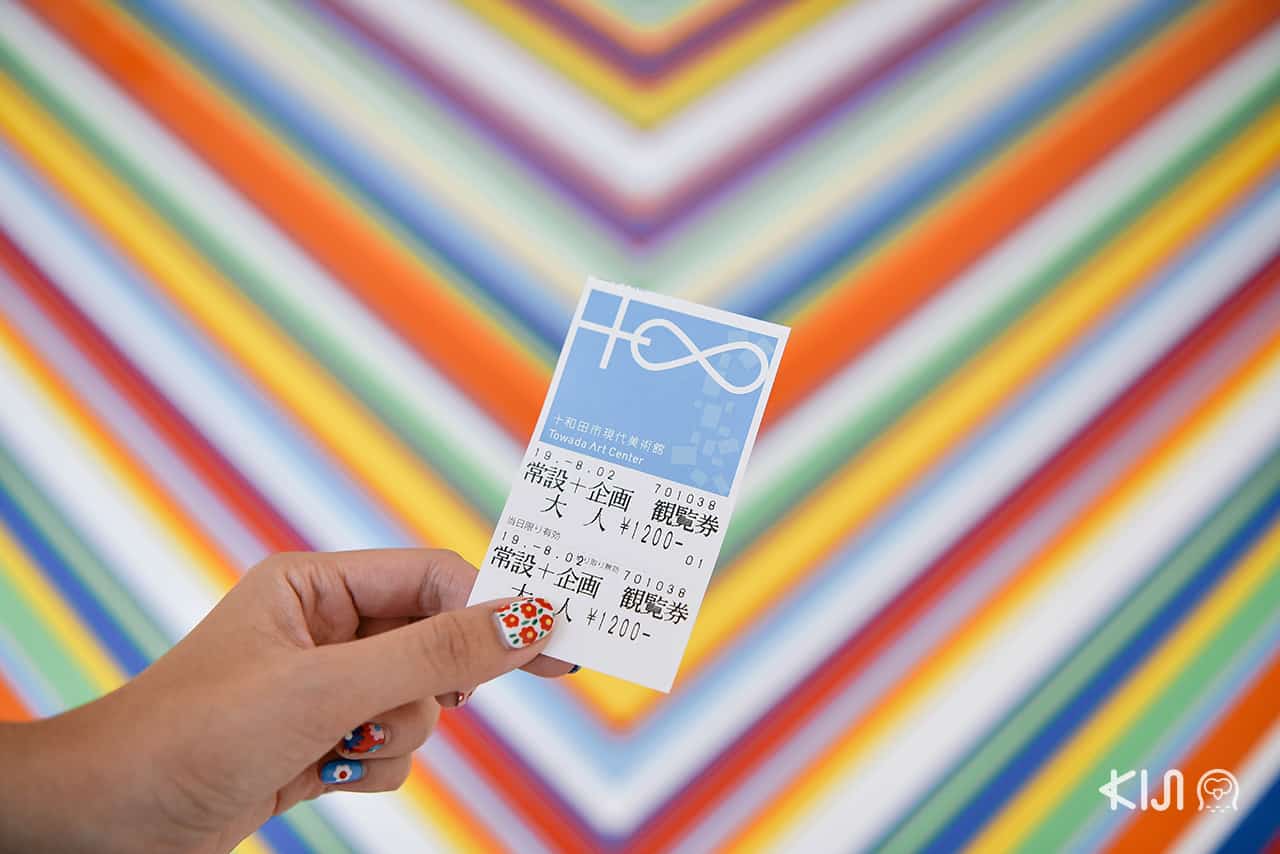 十和田市現代美術館
Towada Art Center
19.-8.02 701038
常設+企画 観覧券
大 人 ¥1200-
当日限り有効 01
19.-8.02 701038
常設+企画 観覧券
大 人 ¥1200-
KIJI